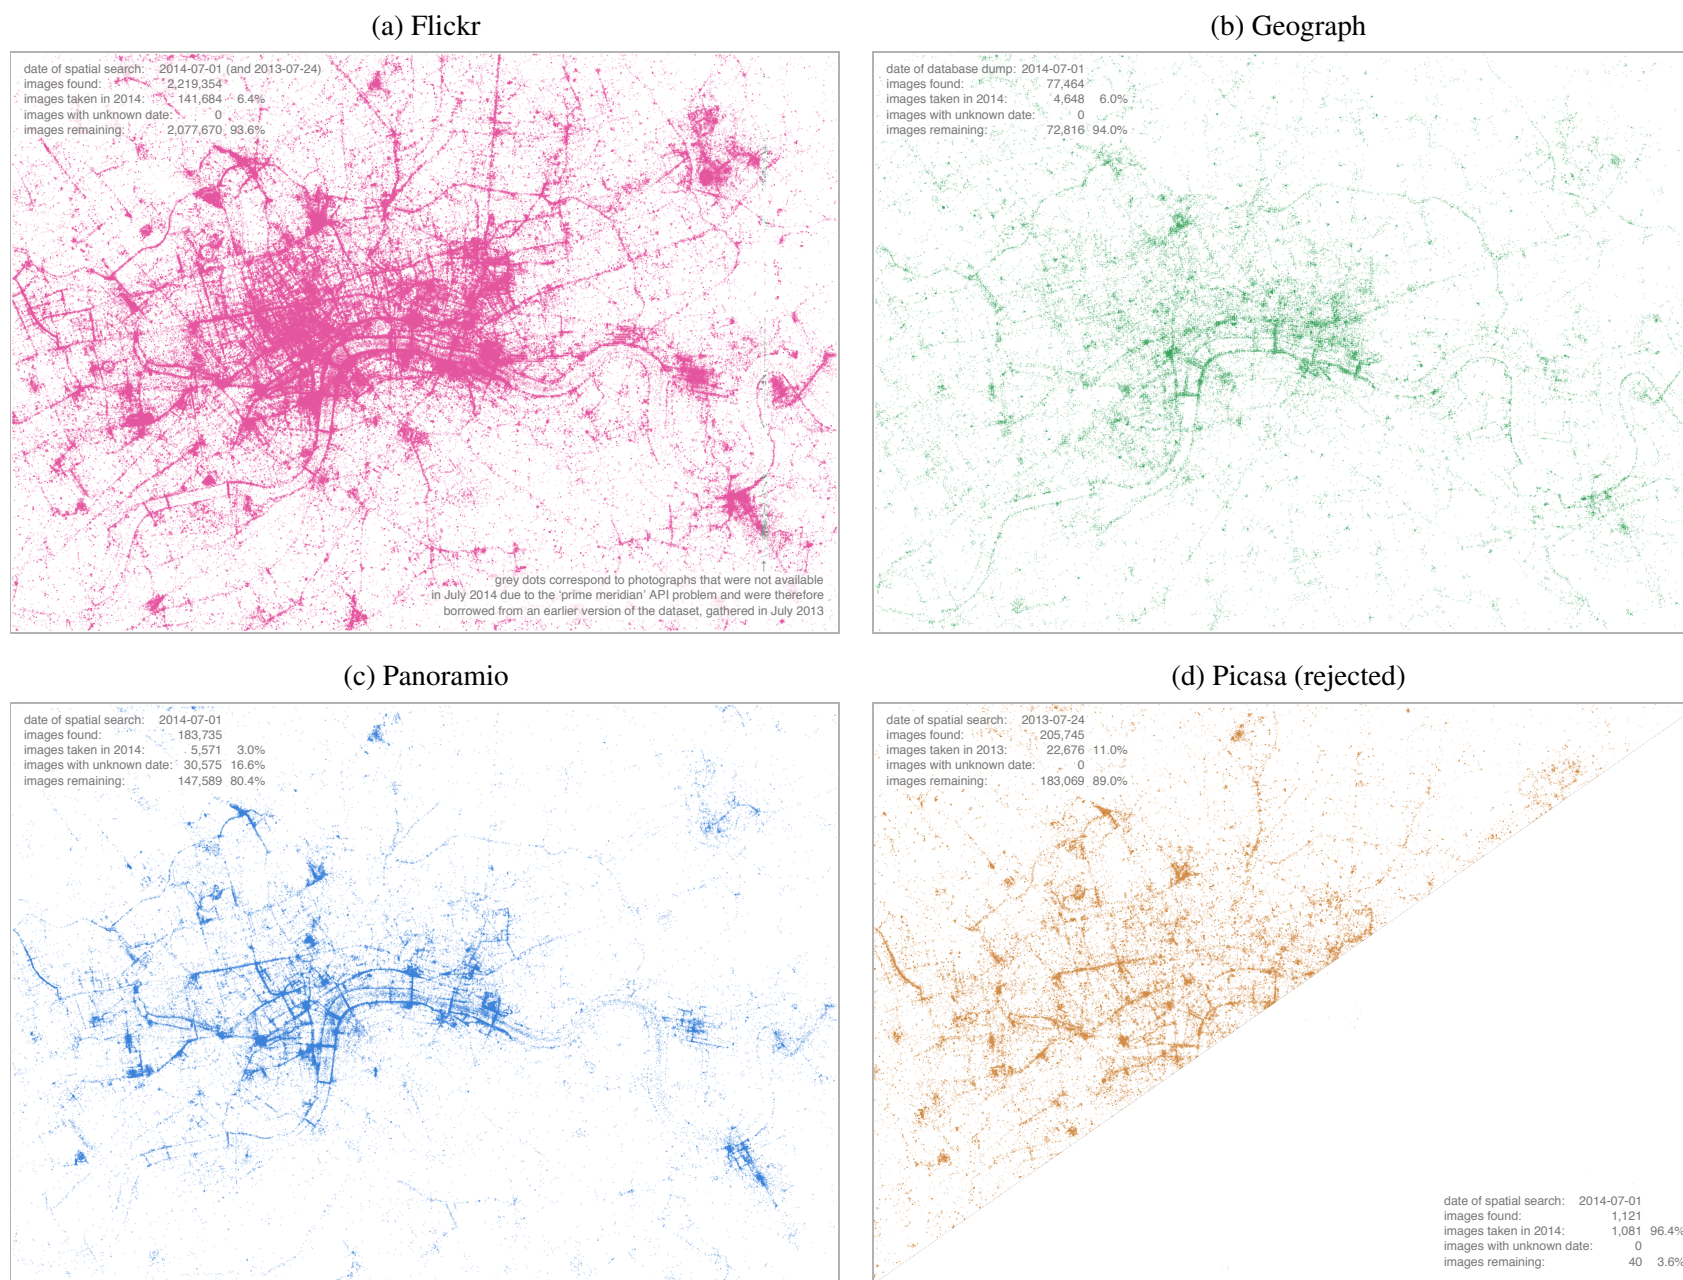 (a) Flickr
date of spatial search: 2014-07-01 (and 2013-07-24)
images found: 2,219,354
images taken in 2014: 141,684 6.4%
images with unknown date: 0
images remaining: 2,077,670 93.6%
grey dots correspond to photographs that were not available
in July 2014 due to the 'prime meridian' API problem and were therefore
borrowed from an earlier version of the dataset, gathered in July 2013
(b) Geograph
date of database dump: 2014-07-01
images found: 77,464
images taken in 2014: 4,648 6.0%
images with unknown date: 0
images remaining: 72,816 94.0%
(c) Panoramio
date of spatial search: 2014-07-01
images found: 183,735
images taken in 2014: 5,571 3.0%
images with unknown date: 30,575 16.6%
images remaining: 147,589 80.4%
(d) Picasa (rejected)
date of spatial search: 2013-07-24
images found: 205,745
images taken in 2013: 22,676 11.0%
images with unknown date: 0
images remaining: 183,069 89.0%
date of spatial search: 2014-07-01
images found: 1,121
images taken in 2014: 1,081 96.4%
images with unknown date: 0
images remaining: 40 3.6%